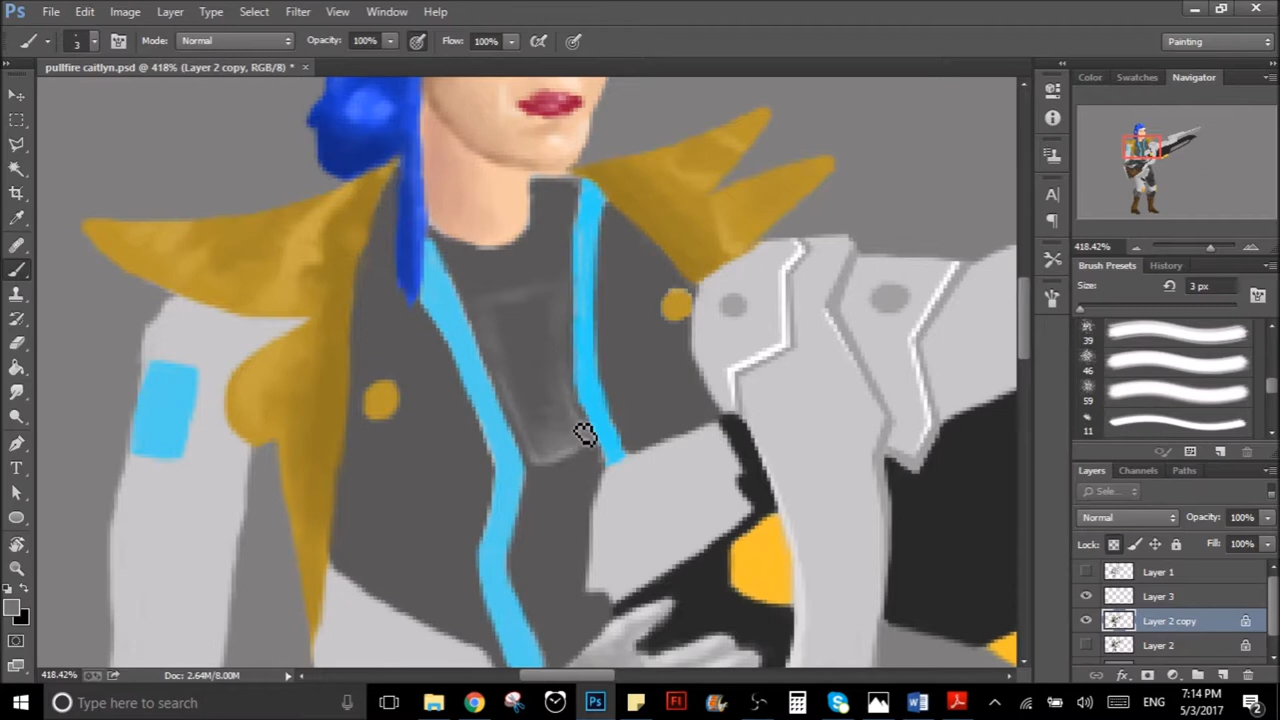 Ps File Edit Image Layer Type Select Filter View Window Help
3 Mode: Normal Opacity: 100% Flow: 100% Painting
pullfire caitlyn.psd @ 418% (Layer 2 copy, RGB/8) * ×
Color Swatches Navigator
418.42%
Brush Presets History
Size: 3 px
39
46
59
11
Layers Channels Paths
Sele...
Normal Opacity: 100%
Lock: Fill: 100%
Layer 1
Layer 3
Layer 2 copy
Layer 2
418.42% Doc: 2.64M/8.00M
Type here to search
ENG
7:14 PM
5/3/2017
2